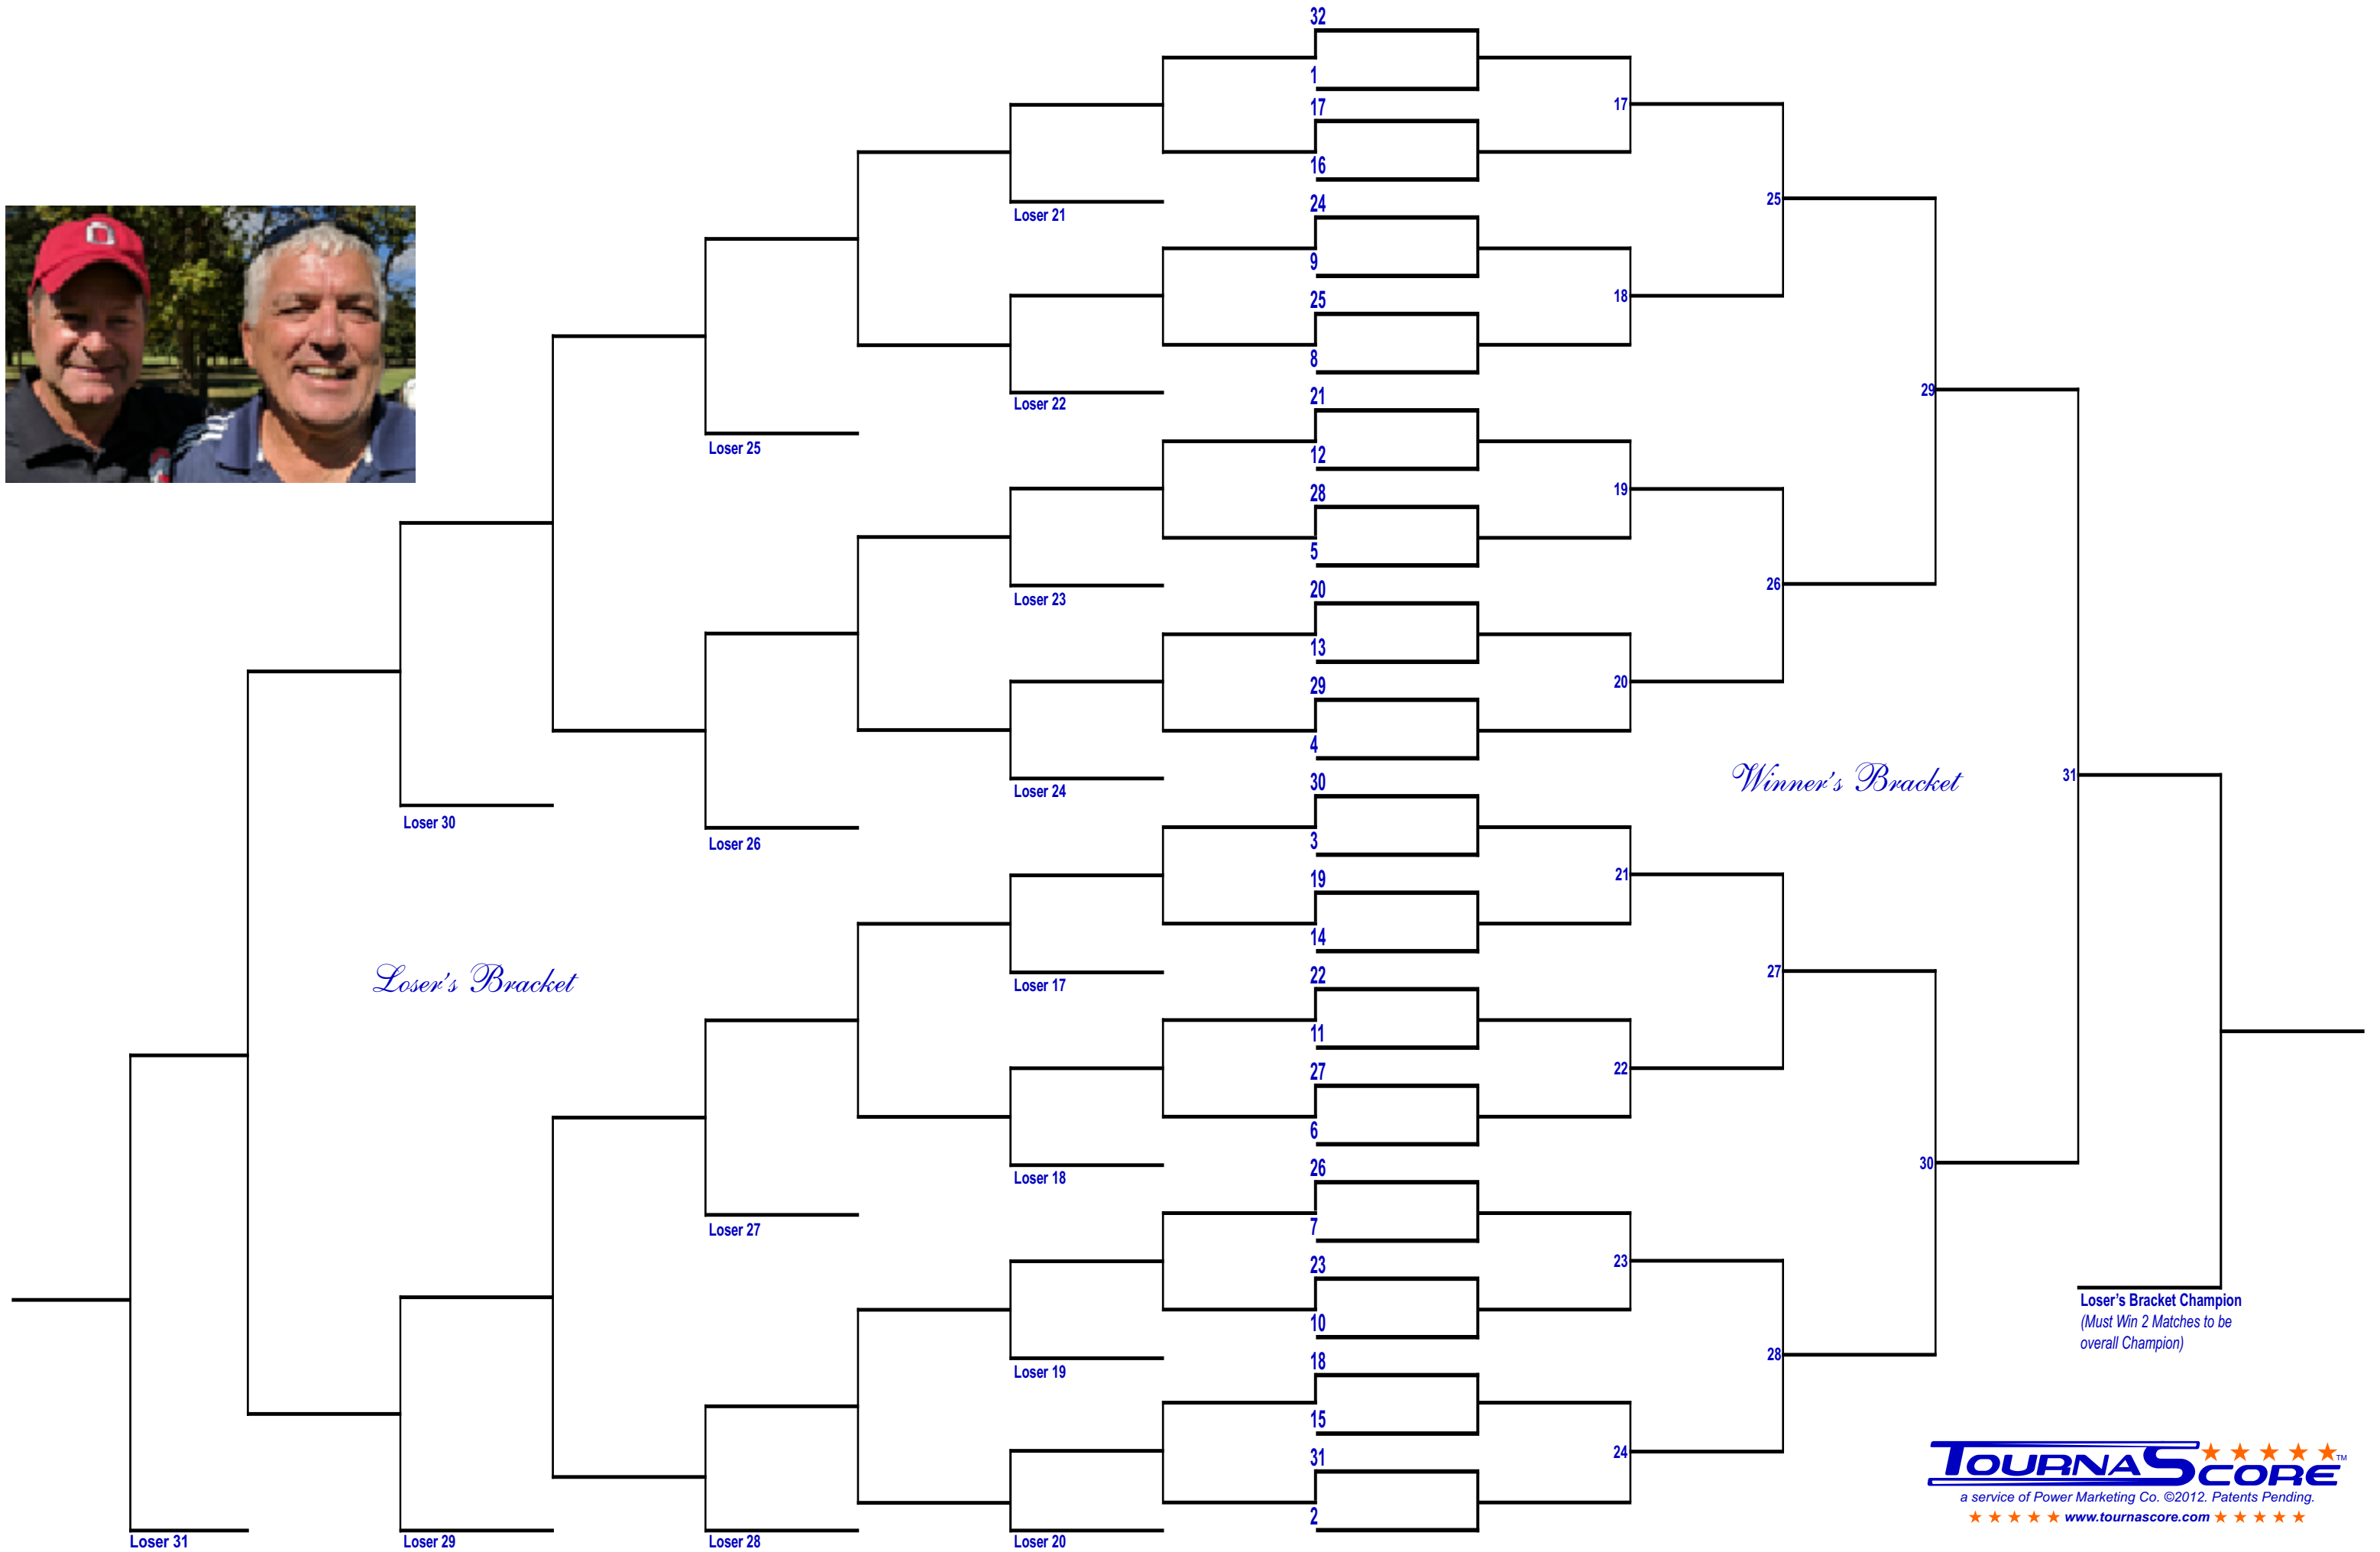 32
1
17
17
16
24
25
Loser 21
9
25
18
8
21
29
Loser 22
Loser 25
12
28
19
5
20
26
Loser 23
13
29
20
4
Winner's Bracket
31
30
Loser 24
Loser 30
3
Loser 26
19
21
14
22
27
Loser's Bracket
Loser 17
11
27
22
6
26
30
Loser 18
7
Loser 27
23
23
Loser's Bracket Champion
(Must Win 2 Matches to be
overall Champion)
10
18
28
Loser 19
15
31
24
TOURNASCORE TM
a service of Power Marketing Co. ©2012. Patents Pending.
www.tournascore.com
2
Loser 31
Loser 29
Loser 28
Loser 20